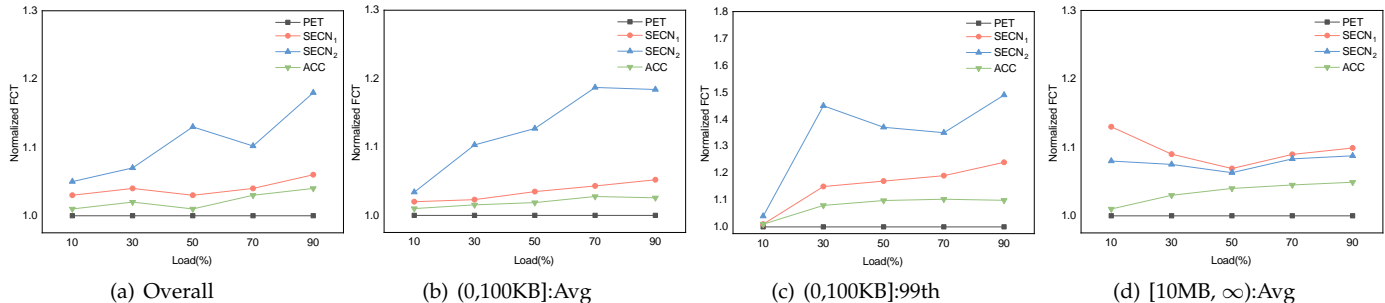 1.3
1.2
1.1
1.0
Normalized FCT
10 30 50 70 90
Load(%)
PET
SECN₁
SECN₂
ACC
(a) Overall
1.3
1.2
1.1
1.0
Normalized FCT
10 30 50 70 90
Load(%)
PET
SECN₁
SECN₂
ACC
(b) (0,100KB]:Avg
1.8
1.7
1.6
1.5
1.4
1.3
1.2
1.1
1.0
Normalized FCT
10 30 50 70 90
Load(%)
PET
SECN₁
SECN₂
ACC
(c) (0,100KB]:99th
1.3
1.2
1.1
1.0
Normalized FCT
10 30 50 70 90
Load(%)
PET
SECN₁
SECN₂
ACC
(d) [10MB, ∞):Avg